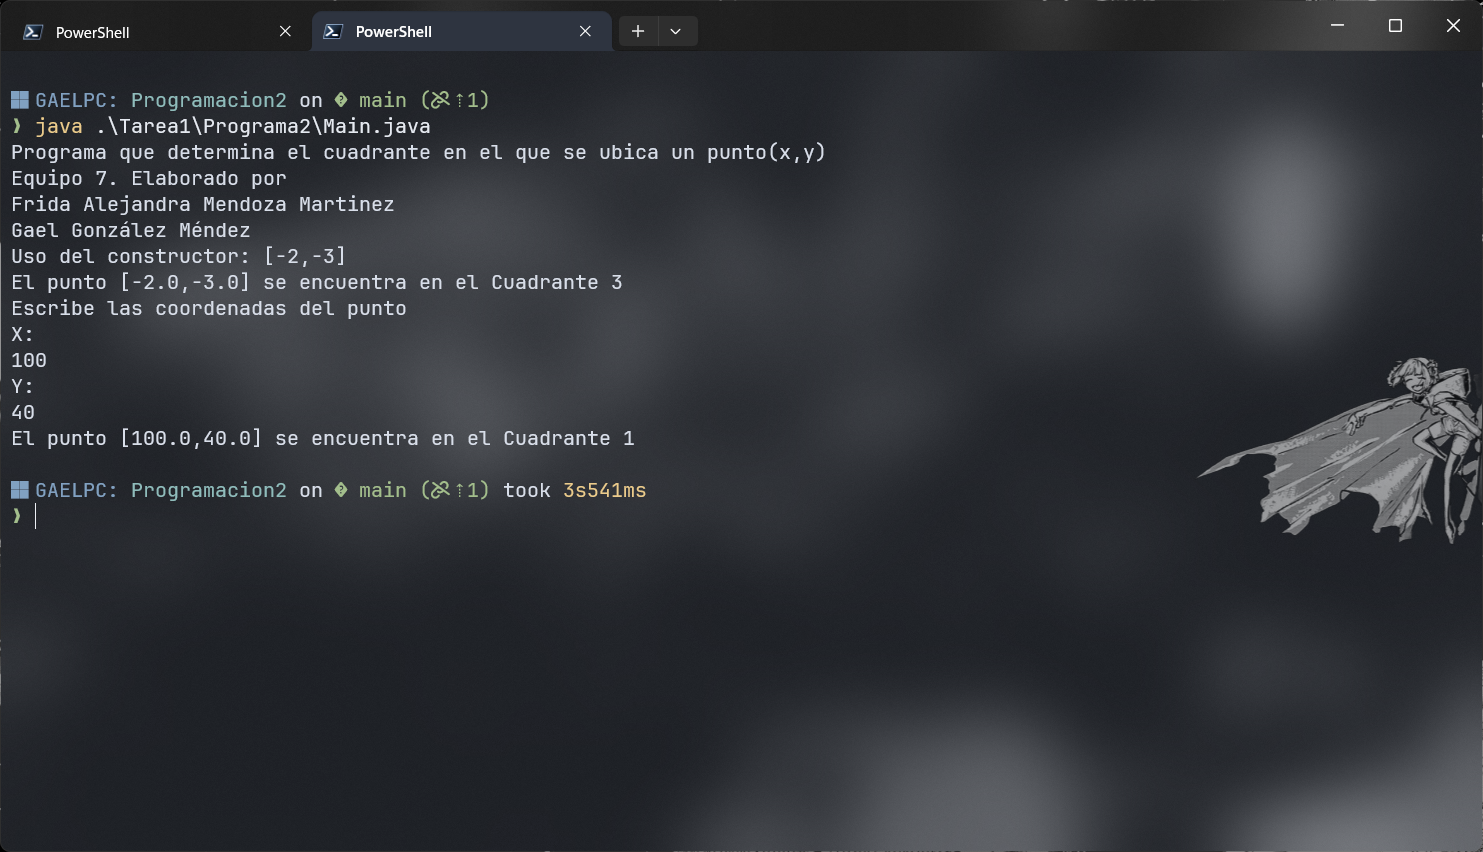 PowerShell
PowerShell
GAELPC: Programacion2 on main (⇡1)
❯ java .\Tarea1\Programa2\Main.java
Programa que determina el cuadrante en el que se ubica un punto(x,y)
Equipo 7. Elaborado por
Frida Alejandra Mendoza Martinez
Gael González Méndez
Uso del constructor: [-2,-3]
El punto [-2.0,-3.0] se encuentra en el Cuadrante 3
Escribe las coordenadas del punto
X:
100
Y:
40
El punto [100.0,40.0] se encuentra en el Cuadrante 1
GAELPC: Programacion2 on main (⇡1) took 3s541ms
❯